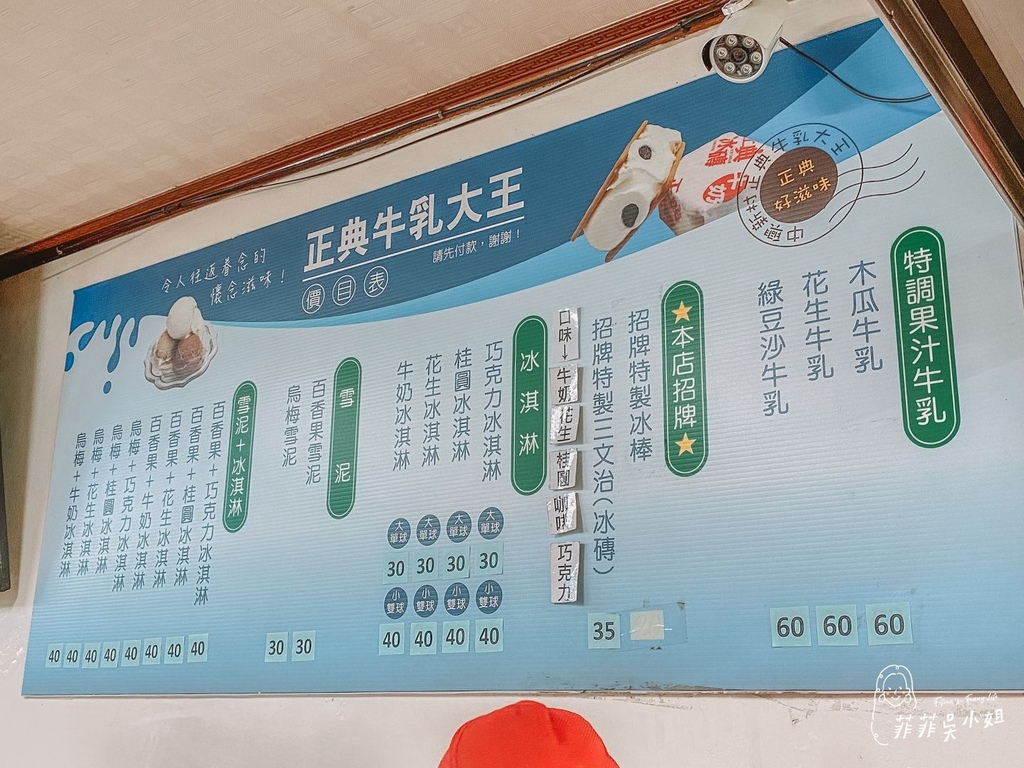 令人往返眷念的
懷念滋味！
正典牛乳大王
價目表
請先付款，謝謝！
特調果汁牛乳
木瓜牛乳
花生牛乳
綠豆沙牛乳
60 60 60
★本店招牌★
招牌特製冰棒
招牌特製三文治(冰磚)
35
口味↓
牛奶
花生
桂圓
咖啡
巧克力
冰淇淋
巧克力冰淇淋
桂圓冰淇淋
花生冰淇淋
牛奶冰淇淋
大單球 大單球 大單球 大單球
30 30 30 30
小雙球 小雙球 小雙球 小雙球
40 40 40 40
雪泥
百香果雪泥
烏梅雪泥
30 30
雪泥+冰淇淋
百香果+巧克力冰淇淋
百香果+桂圓冰淇淋
百香果+花生冰淇淋
百香果+牛奶冰淇淋
烏梅+巧克力冰淇淋
烏梅+桂圓冰淇淋
烏梅+花生冰淇淋
烏梅+牛奶冰淇淋
40 40 40 40 40 40 40 40
菲菲吳小姐